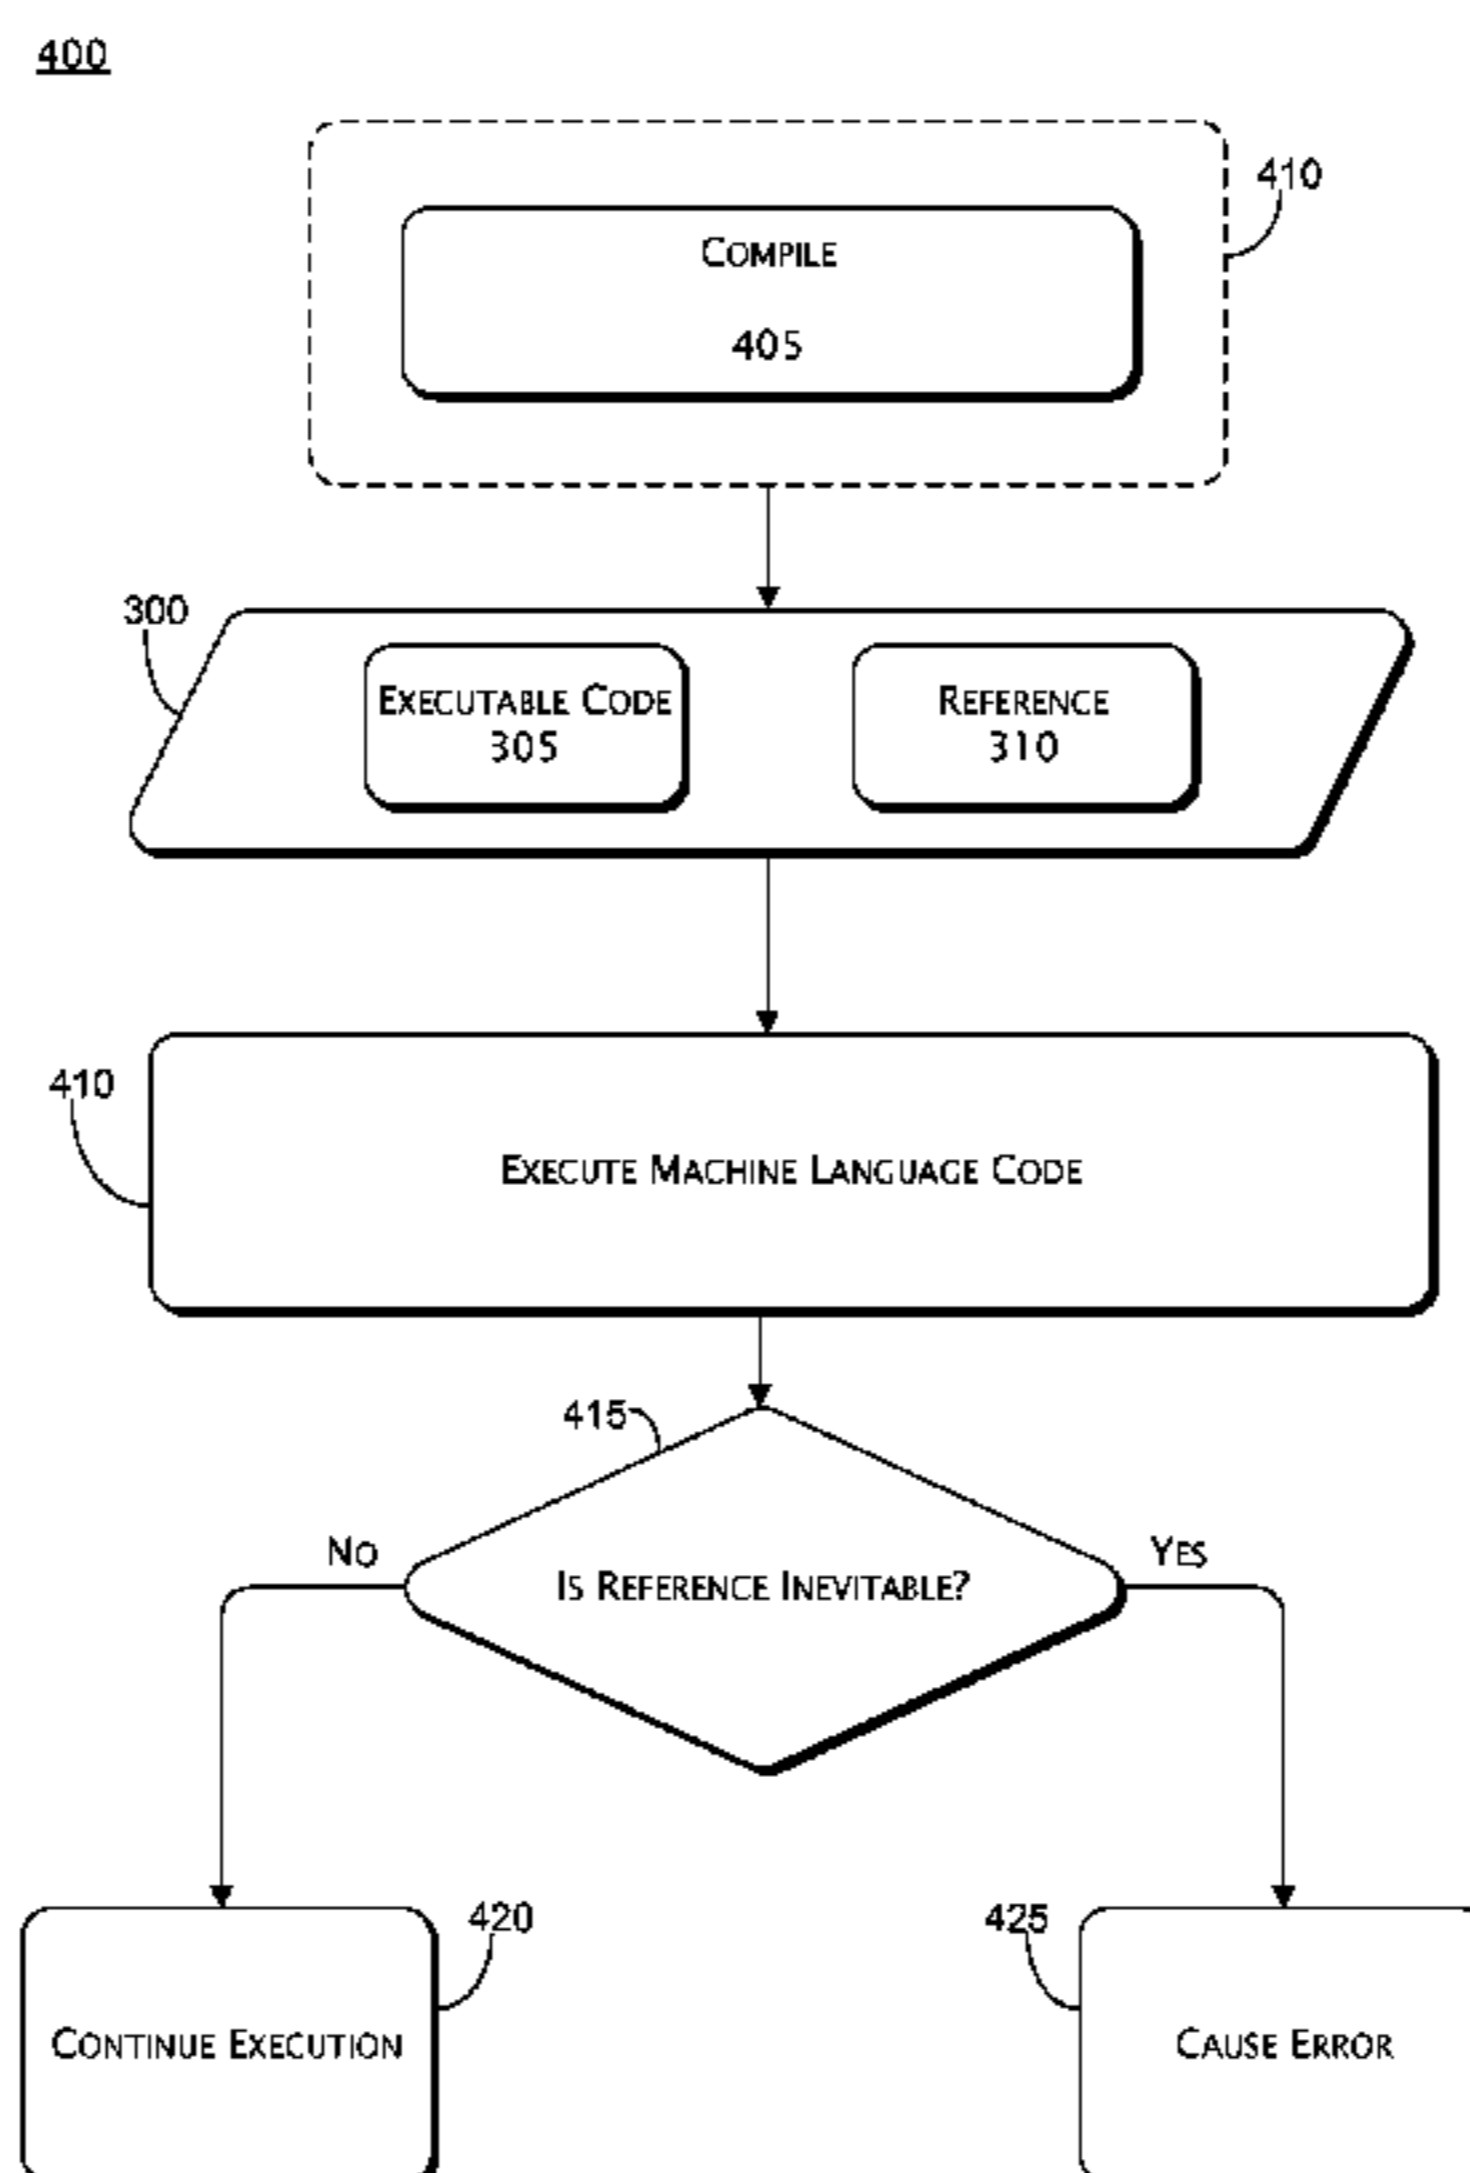 400
410
COMPILE
405
300
EXECUTABLE CODE
305
REFERENCE
310
410
EXECUTE MACHINE LANGUAGE CODE
415
NO
YES
IS REFERENCE INEVITABLE?
420
425
CONTINUE EXECUTION
CAUSE ERROR